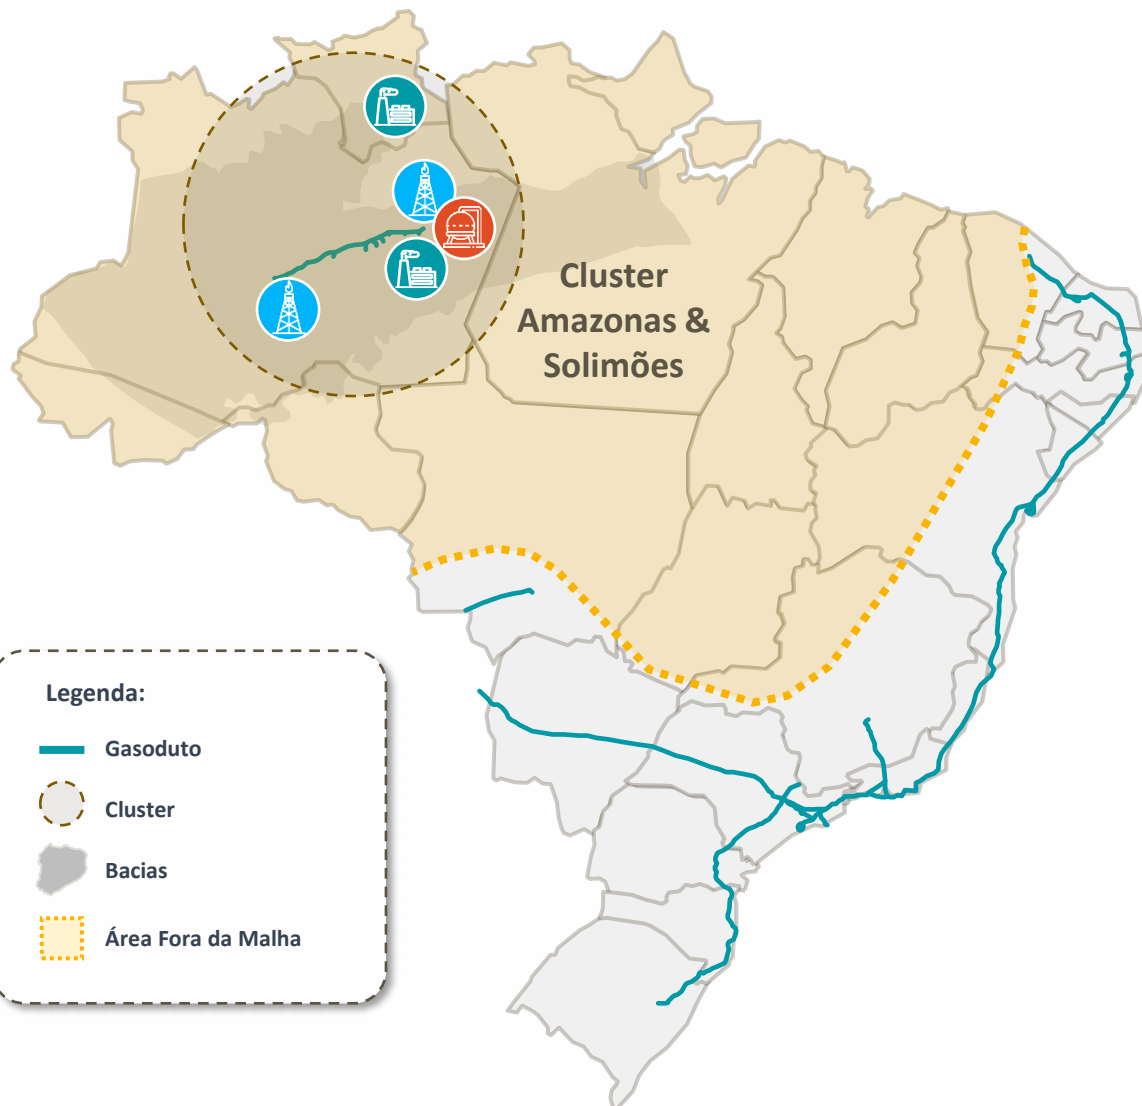 Cluster
Amazonas &
Solimões
Legenda:
Gasoduto
Cluster
Bacias
Área Fora da Malha